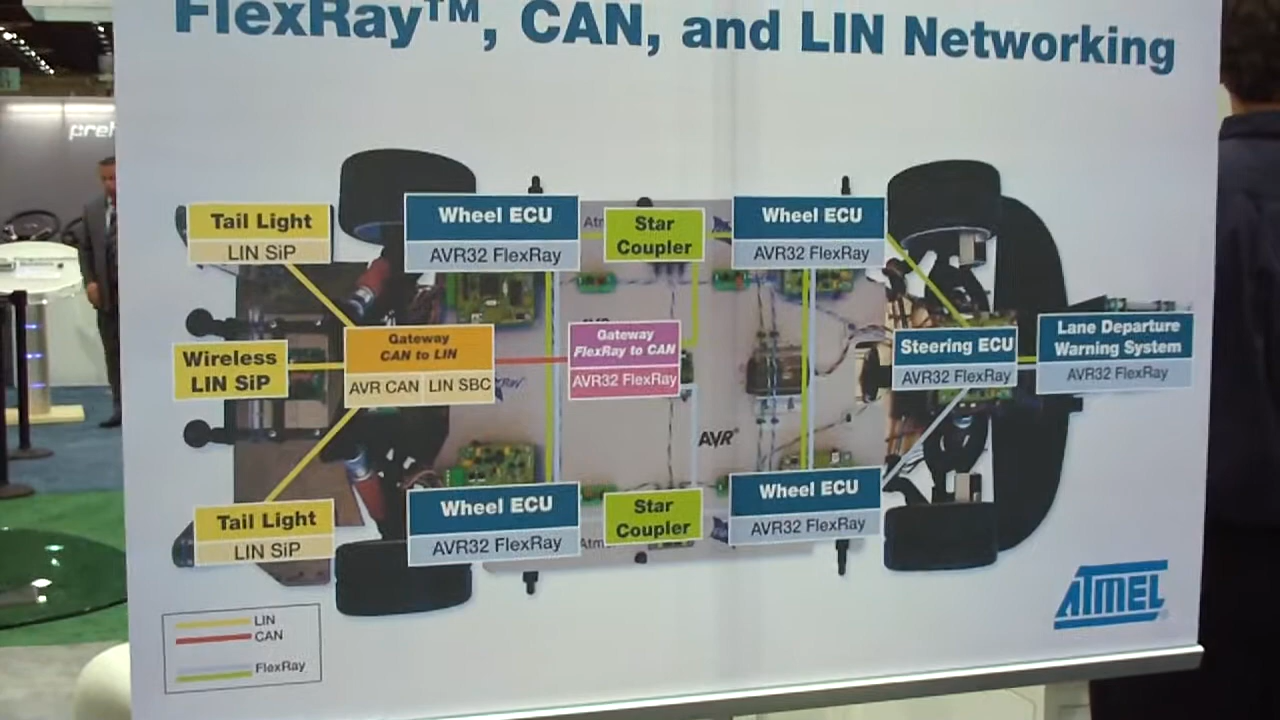 FlexRay™, CAN, and LIN Networking
preh
Tail Light
LIN SiP
Wheel ECU
AVR32 FlexRay
Star
Coupler
Wheel ECU
AVR32 FlexRay
Wireless
LIN SiP
Gateway
CAN to LIN
AVR CAN
LIN SBC
Gateway
FlexRay to CAN
AVR32 FlexRay
Steering ECU
AVR32 FlexRay
Lane Departure
Warning System
AVR32 FlexRay
AVR®
Tail Light
LIN SiP
Wheel ECU
AVR32 FlexRay
Star
Coupler
Wheel ECU
AVR32 FlexRay
LIN
CAN
FlexRay
ATMEL®